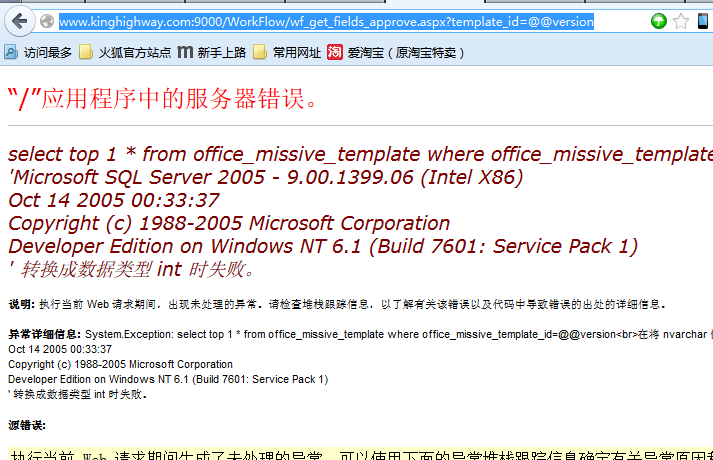 www.kinghighway.com:9000/WorkFlow/wf_get_fields_approve.aspx?template_id=@@version
访问最多 火狐官方站点 新手上路 常用网址 淘 爱淘宝（原淘宝特卖）
“/”应用程序中的服务器错误。
select top 1 * from office_missive_template where office_missive_template
'Microsoft SQL Server 2005 - 9.00.1399.06 (Intel X86)
Oct 14 2005 00:33:37
Copyright (c) 1988-2005 Microsoft Corporation
Developer Edition on Windows NT 6.1 (Build 7601: Service Pack 1)
' 转换成数据类型 int 时失败。
说明: 执行当前 Web 请求期间，出现未处理的异常。请检查堆栈跟踪信息，以了解有关该错误以及代码中导致错误的出处的详细信息。
异常详细信息: System.Exception: select top 1 * from office_missive_template where office_missive_template_id=@@version<br>在将 nvarchar
Oct 14 2005 00:33:37
Copyright (c) 1988-2005 Microsoft Corporation
Developer Edition on Windows NT 6.1 (Build 7601: Service Pack 1)
' 转换成数据类型 int 时失败。
源错误:
执行当前 Web 请求期间生成了未处理的异常。可以使用下面的异常堆栈跟踪信息确定有关异常原因和